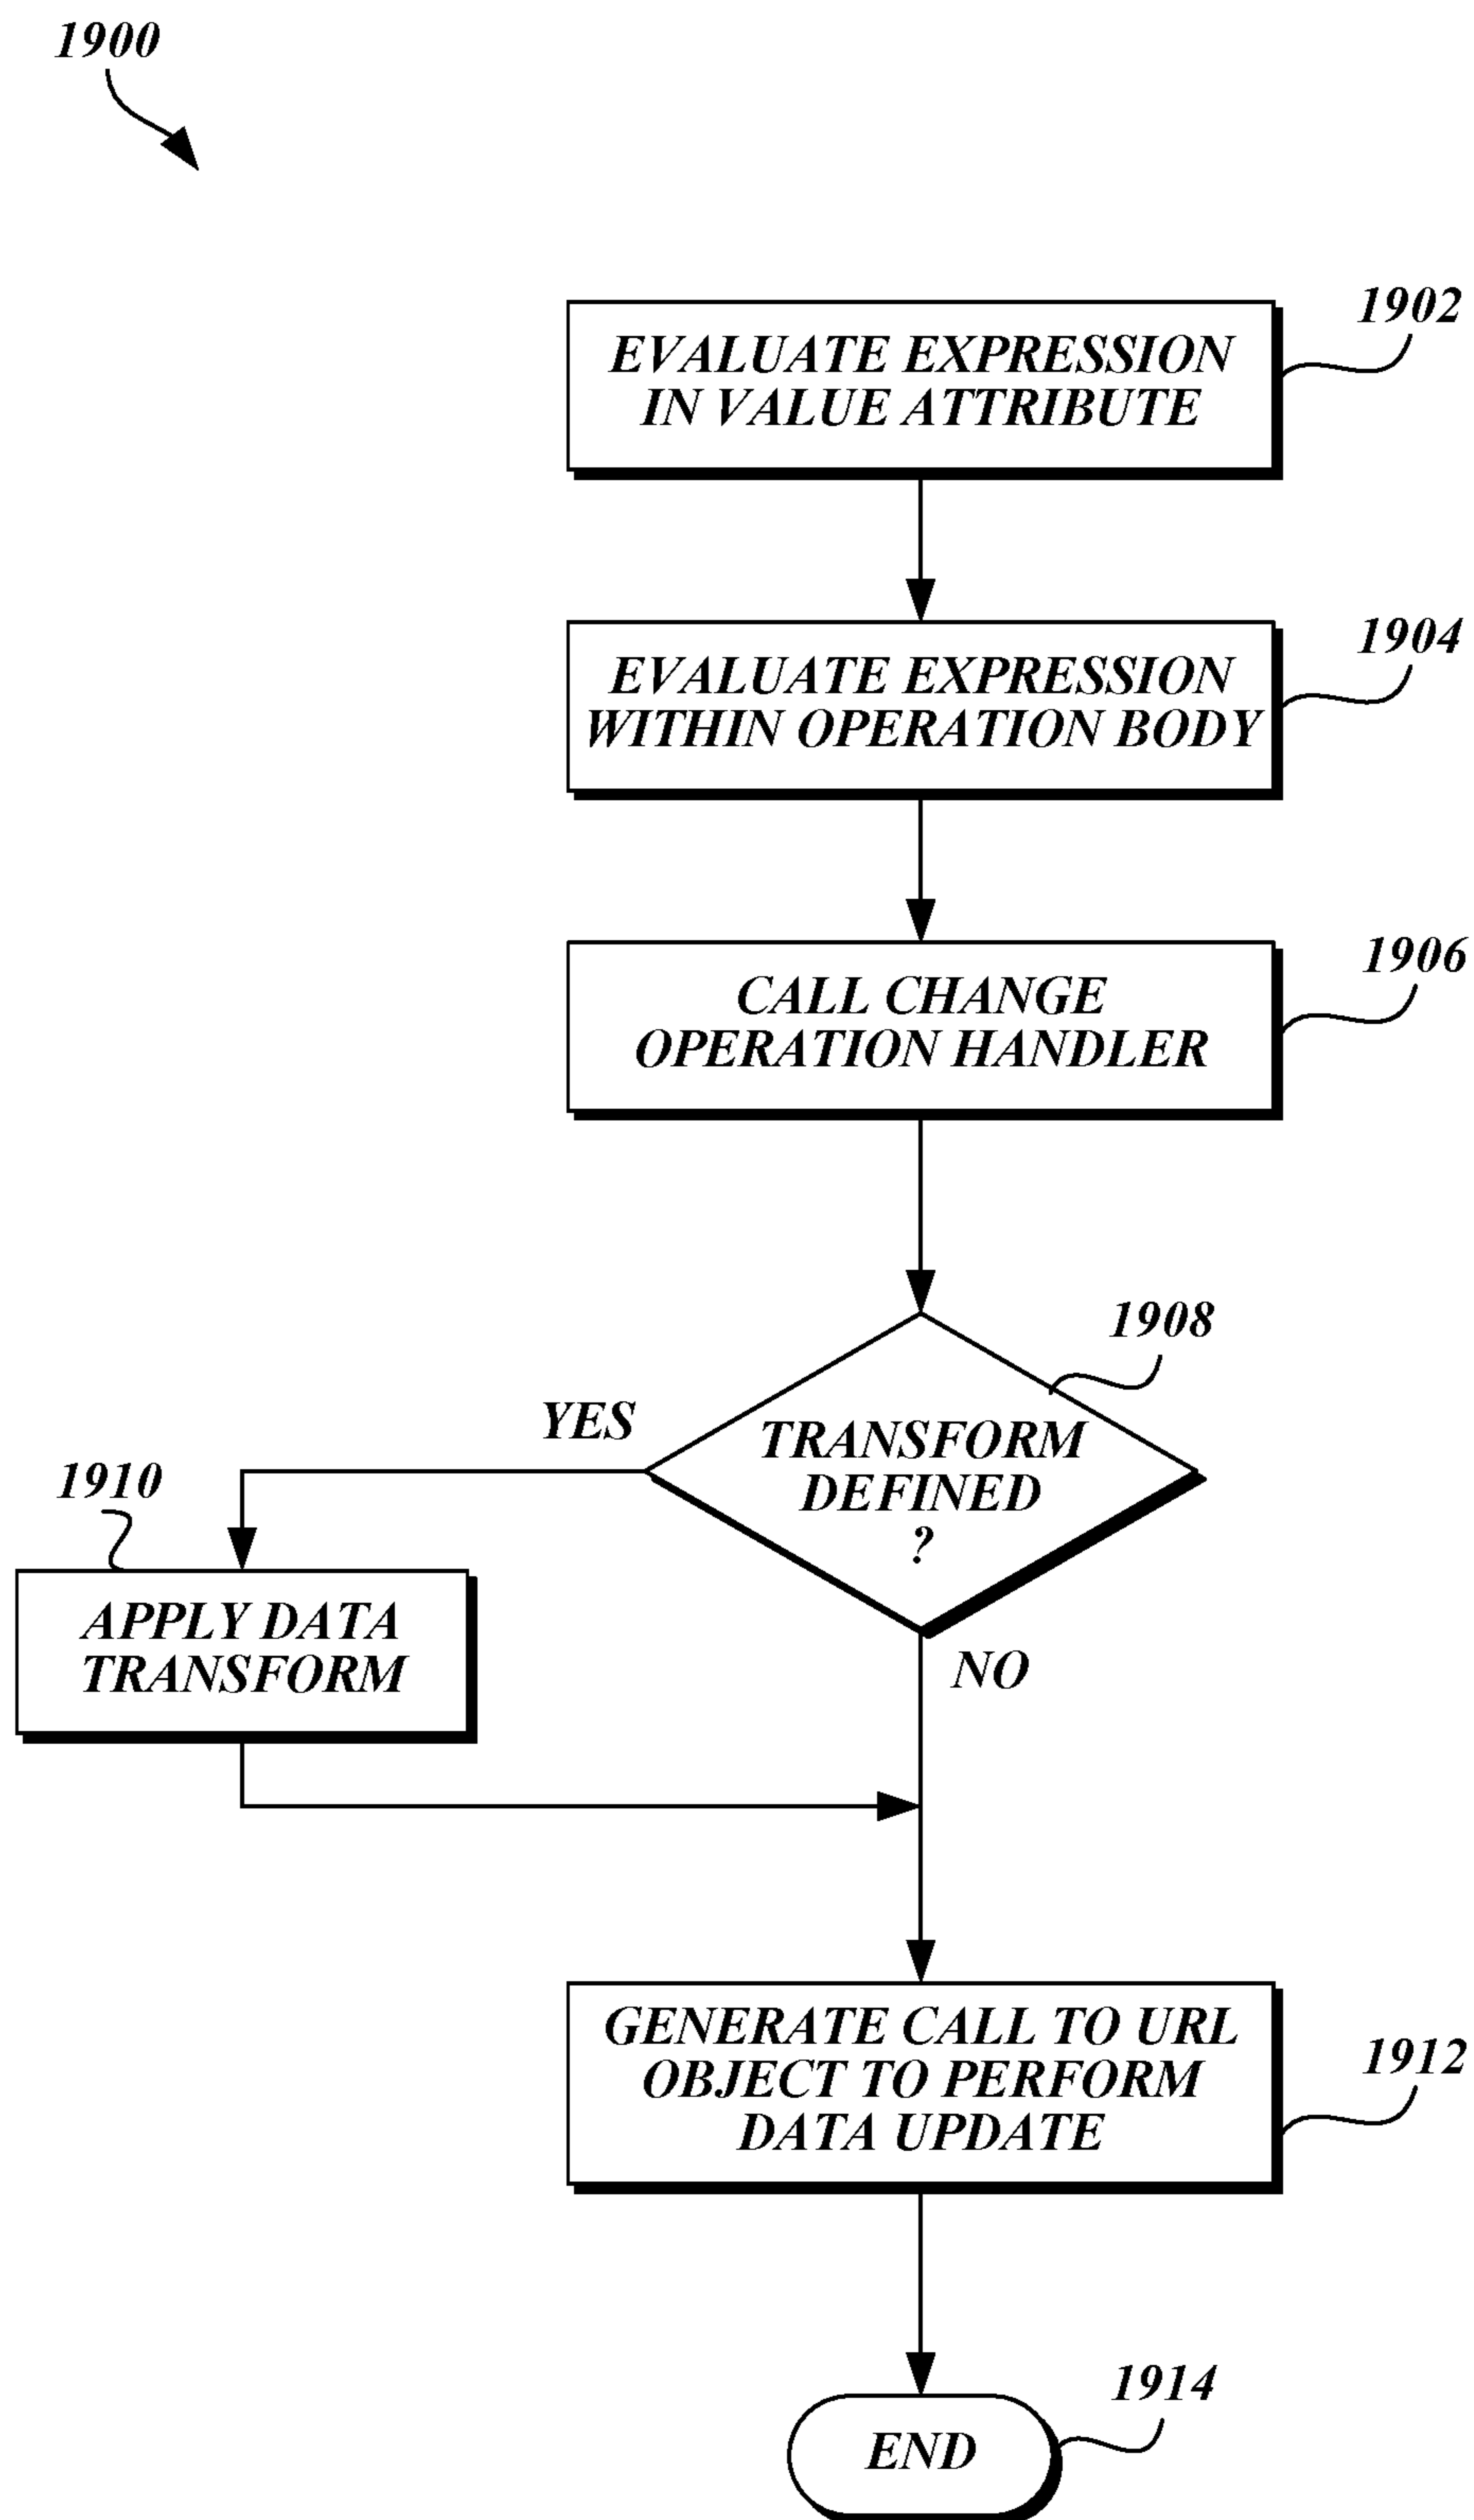 1900
1902
EVALUATE EXPRESSION
IN VALUE ATTRIBUTE
1904
EVALUATE EXPRESSION
WITHIN OPERATION BODY
1906
CALL CHANGE
OPERATION HANDLER
1908
YES
TRANSFORM
DEFINED
?
1910
APPLY DATA
TRANSFORM
NO
GENERATE CALL TO URL
OBJECT TO PERFORM
DATA UPDATE
1912
1914
END